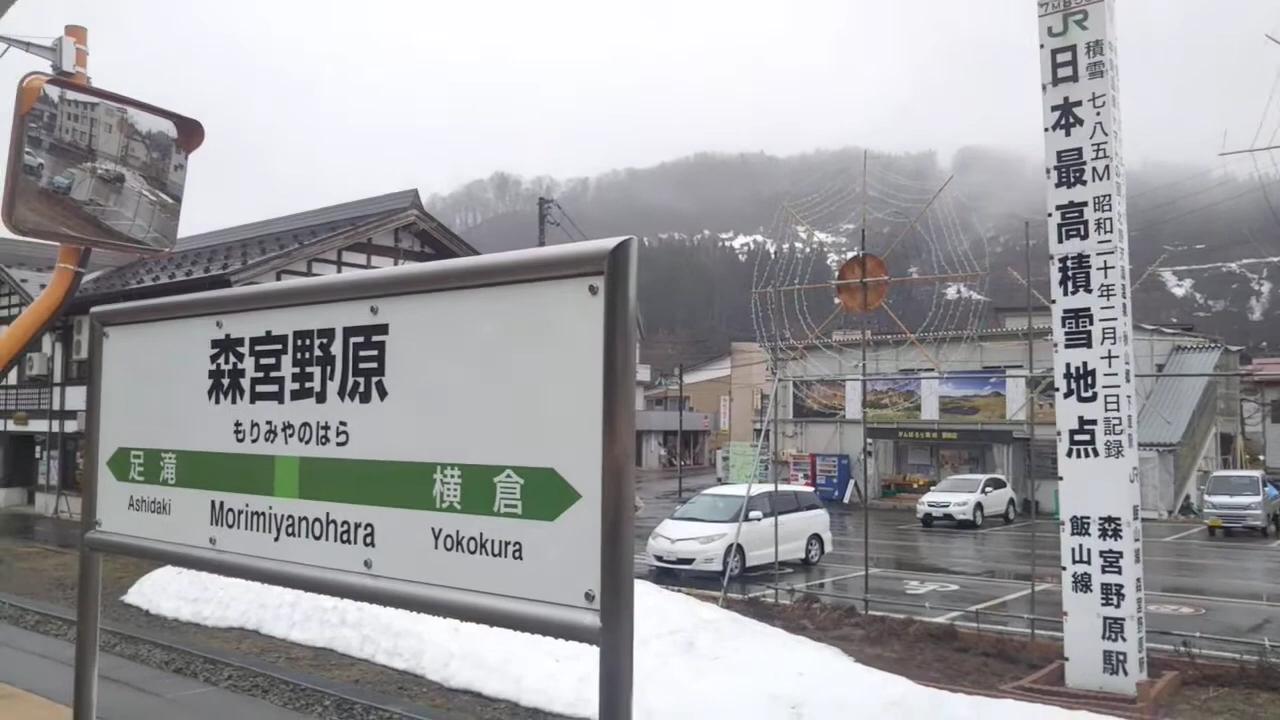 森宮野原
もりみやのはら
足滝
横倉
Ashidaki
Morimiyanohara
Yokokura
JR
日本最高積雪地点
積雪 七・八五M 昭和二十年二月十二日記録
飯山線
森宮野原駅